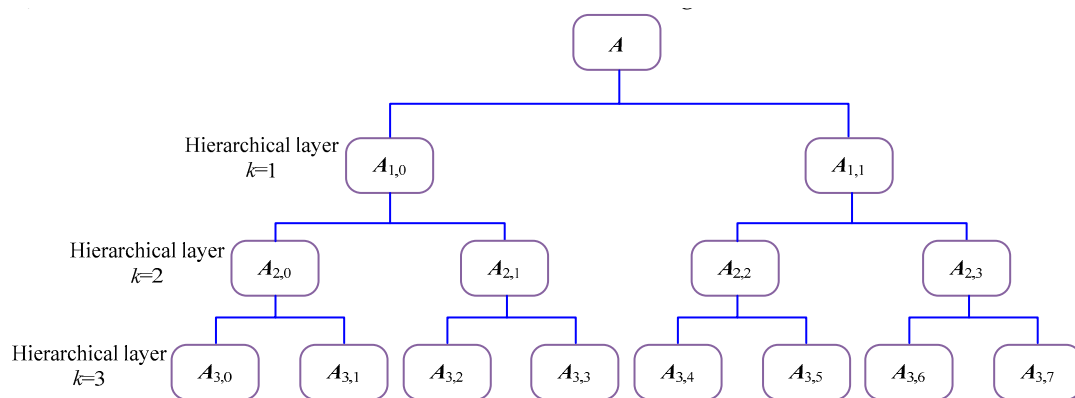 A
Hierarchical layer
k=1
A1,0
A1,1
Hierarchical layer
k=2
A2,0
A2,1
A2,2
A2,3
Hierarchical layer
k=3
A3,0
A3,1
A3,2
A3,3
A3,4
A3,5
A3,6
A3,7